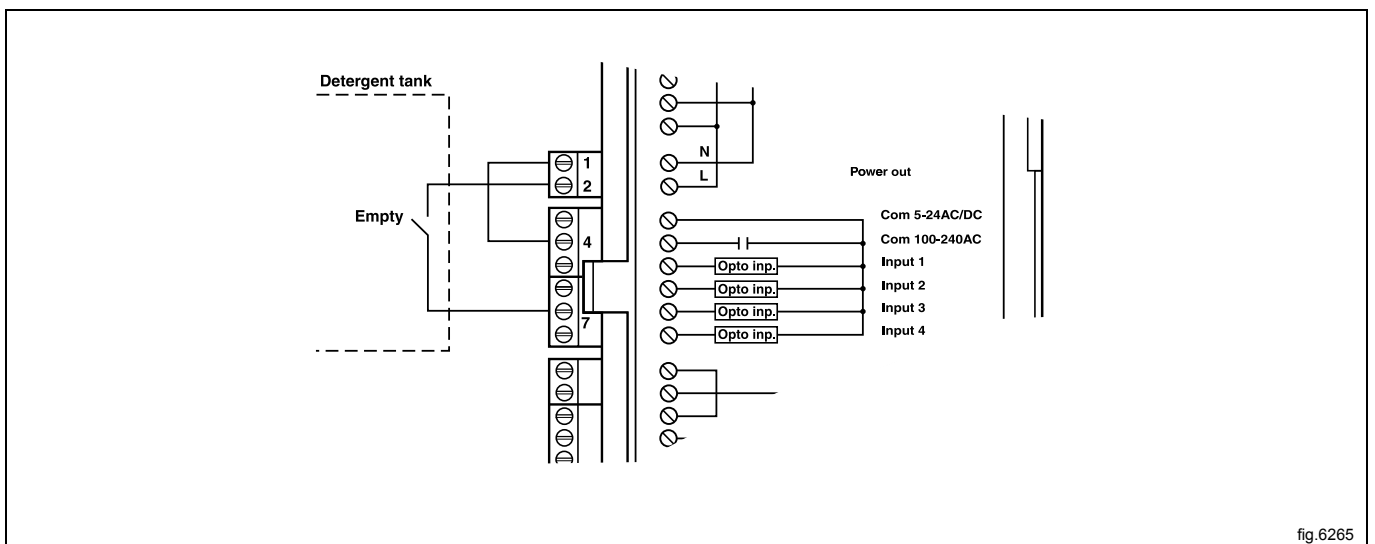 Detergent tank
Empty
1
2
4
7
N
L
Power out
Com 5-24AC/DC
Com 100-240AC
Opto inp. Input 1
Opto inp. Input 2
Opto inp. Input 3
Opto inp. Input 4
fig.6265